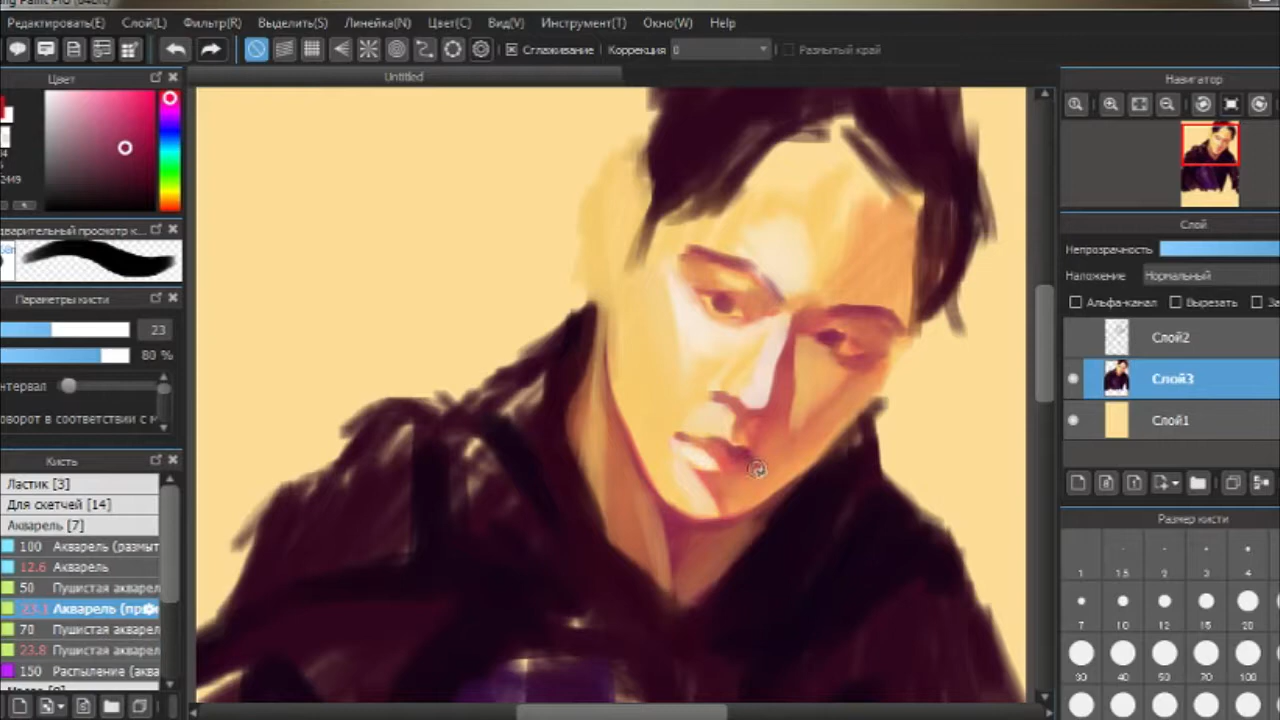 Редактировать(E) Слой(L) Фильтр(R) Выделить(S) Линейка(N) Цвет(C) Вид(V) Инструмент(T) Окно(W) Help
Сглаживание Коррекция 0 Размытый край
Цвет
Untitled
Навигатор
2449
Слой
Непрозрачность
Параметры кисти
Наложение Нормальный
23
Альфа-канал Вырезать
80 %
Слой2
нтервал
Слой3
оворот в соответствии с
Слой1
Кисть
Ластик [3]
Для скетчей [14]
Акварель [7]
Размер кисти
100 Акварель (размыт
12.6 Акварель
50 Пушистая акварел
1 1.5 2 3 4
23.1 Акварель (пр
70 Пушистая акварел
7 10 12 15 20
23.8 Пушистая акварел
150 Распыление (аква
30 40 50 70 100